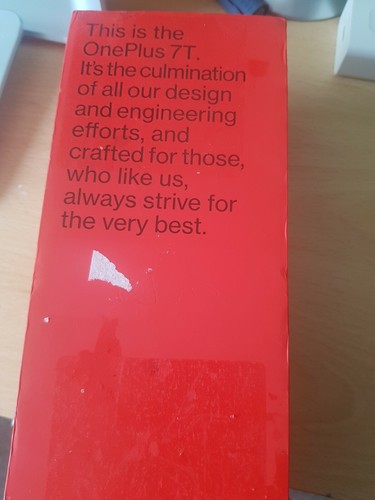 This is the
OnePlus 7T.
It's the culmination
of all our design
and engineering
efforts, and
crafted for those,
who like us,
always strive for
the very best.